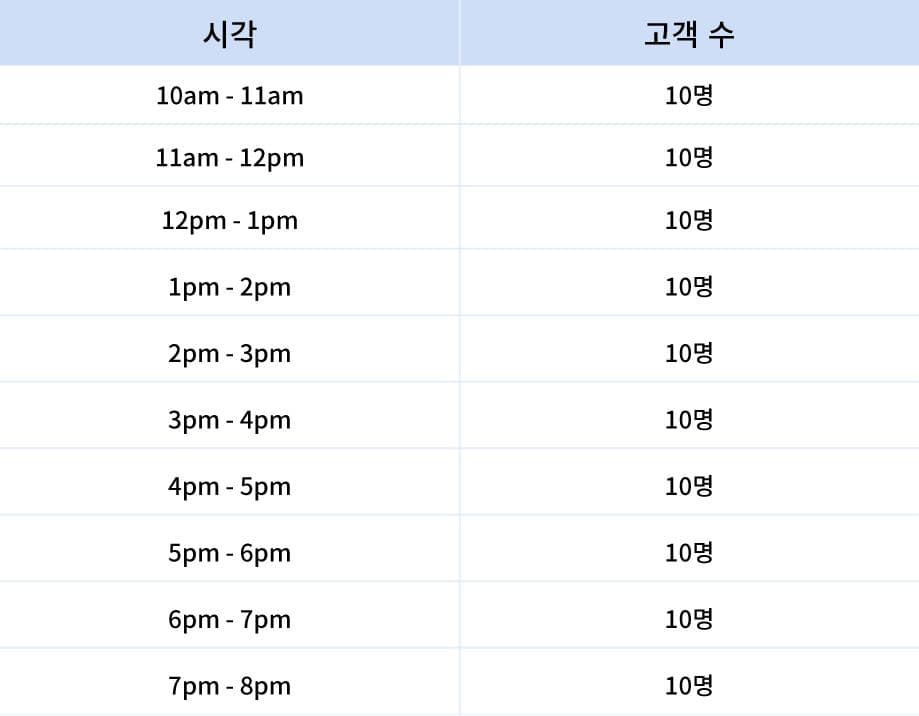 시각 고객 수
10am - 11am 10명
11am - 12pm 10명
12pm - 1pm 10명
1pm - 2pm 10명
2pm - 3pm 10명
3pm - 4pm 10명
4pm - 5pm 10명
5pm - 6pm 10명
6pm - 7pm 10명
7pm - 8pm 10명